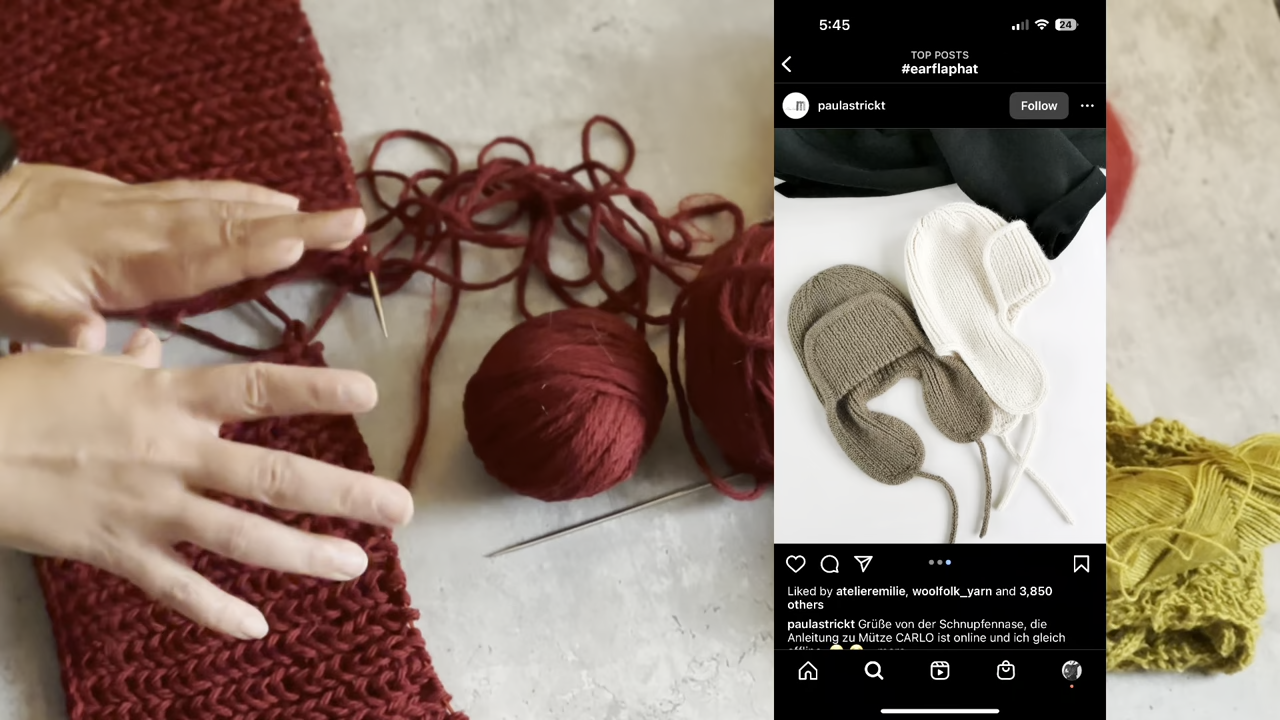 5:45
24
TOP POSTS
#earflaphat
paulastrickt
Follow
Liked by atelieremilie, woolfolk_yarn and 3,850
others
paulastrickt Grüße von der Schnupfennase, die
Anleitung zu Mütze CARLO ist online und ich gleich